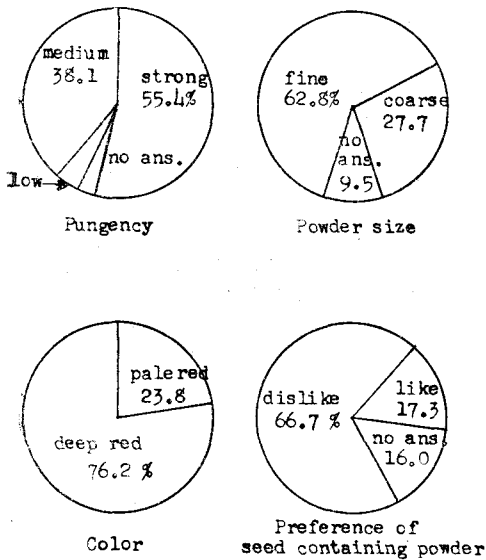 medium
38.1
strong
55.4%
no ans.
low
Pungency
fine
62.8%
coarse
27.7
no
ans.
9.5
Powder size
pale red
23.8
deep red
76.2 %
Color
dislike
66.7 %
like
17.3
no ans.
16.0
Preference of
seed containing powder